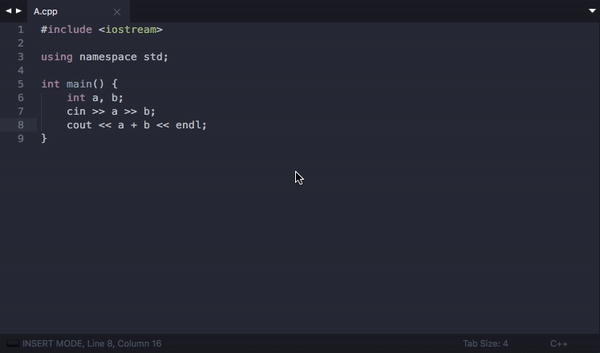 A.cpp
1 #include <iostream>
2
3 using namespace std;
4
5 int main() {
6     int a, b;
7     cin >> a >> b;
8     cout << a + b << endl;
9 }
INSERT MODE, Line 8, Column 16 Tab Size: 4 C++